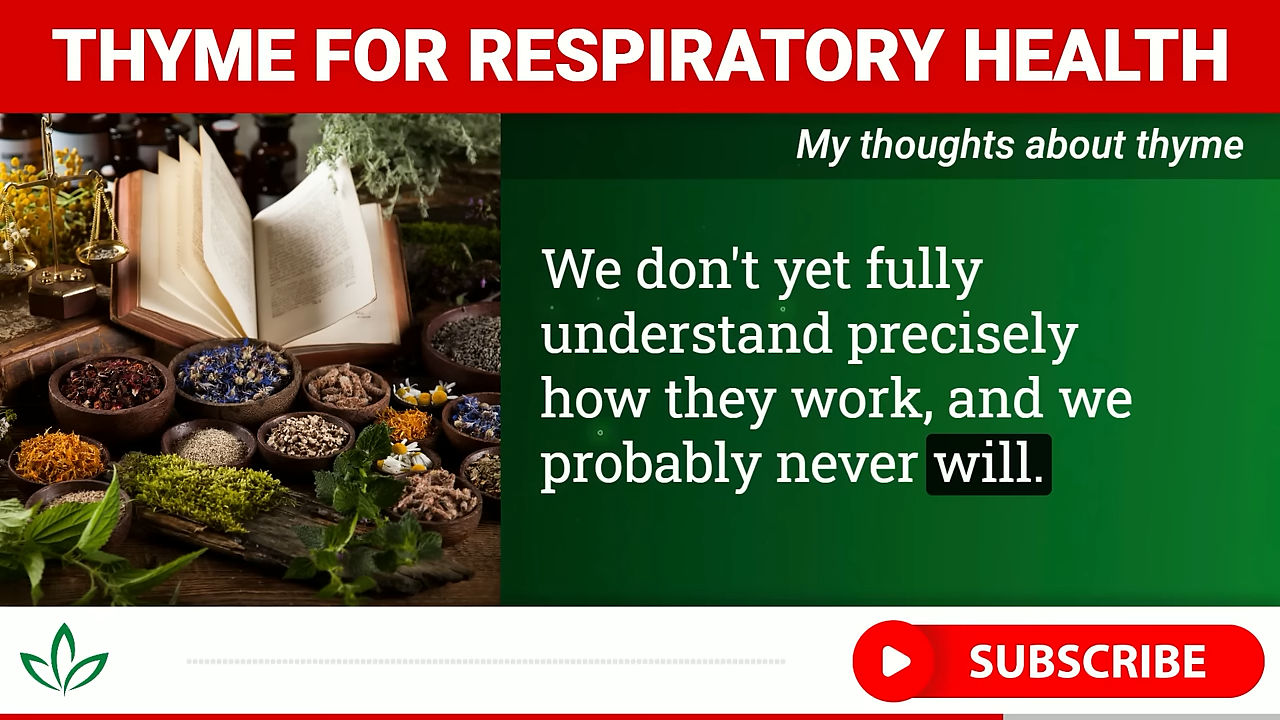 THYME FOR RESPIRATORY HEALTH
My thoughts about thyme
We don't yet fully
understand precisely
how they work, and we
probably never will.
SUBSCRIBE